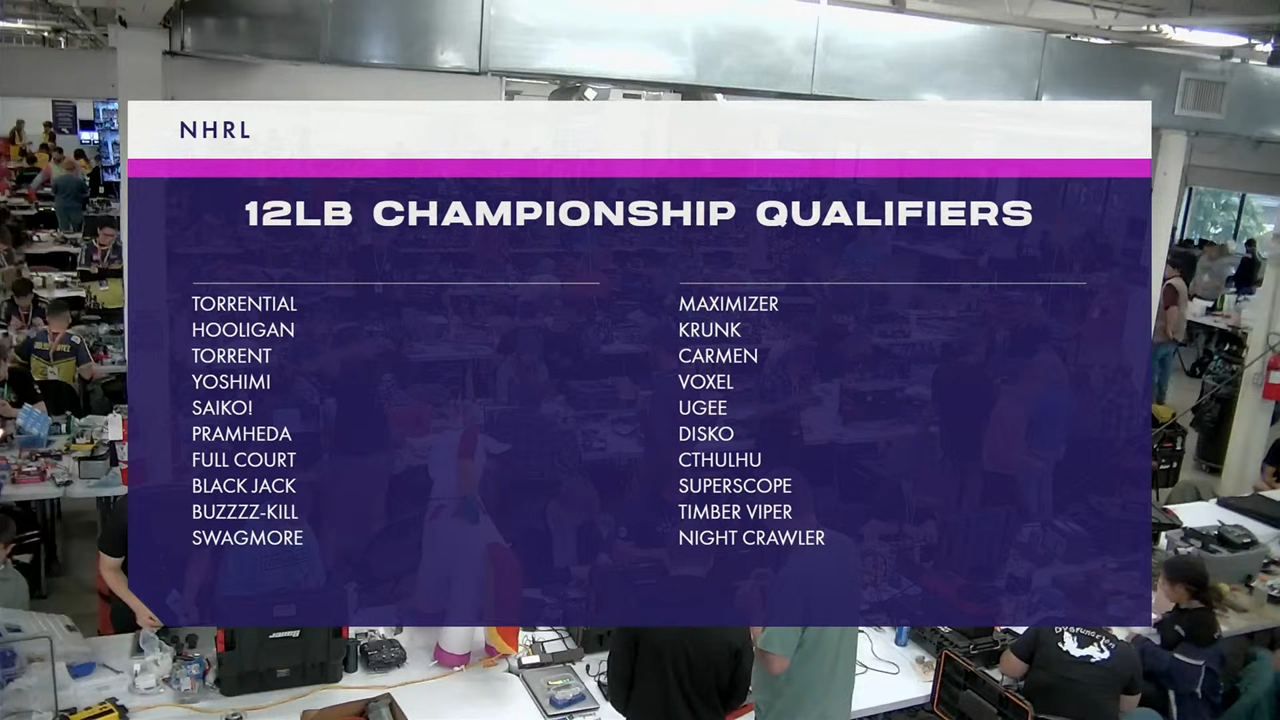 NHRL
12LB CHAMPIONSHIP QUALIFIERS
TORRENTIAL
HOOLIGAN
TORRENT
YOSHIMI
SAIKO!
PRAMHEDA
FULL COURT
BLACK JACK
BUZZZZ-KILL
SWAGMORE
MAXIMIZER
KRUNK
CARMEN
VOXEL
UGEE
DISKO
CTHULHU
SUPERSCOPE
TIMBER VIPER
NIGHT CRAWLER